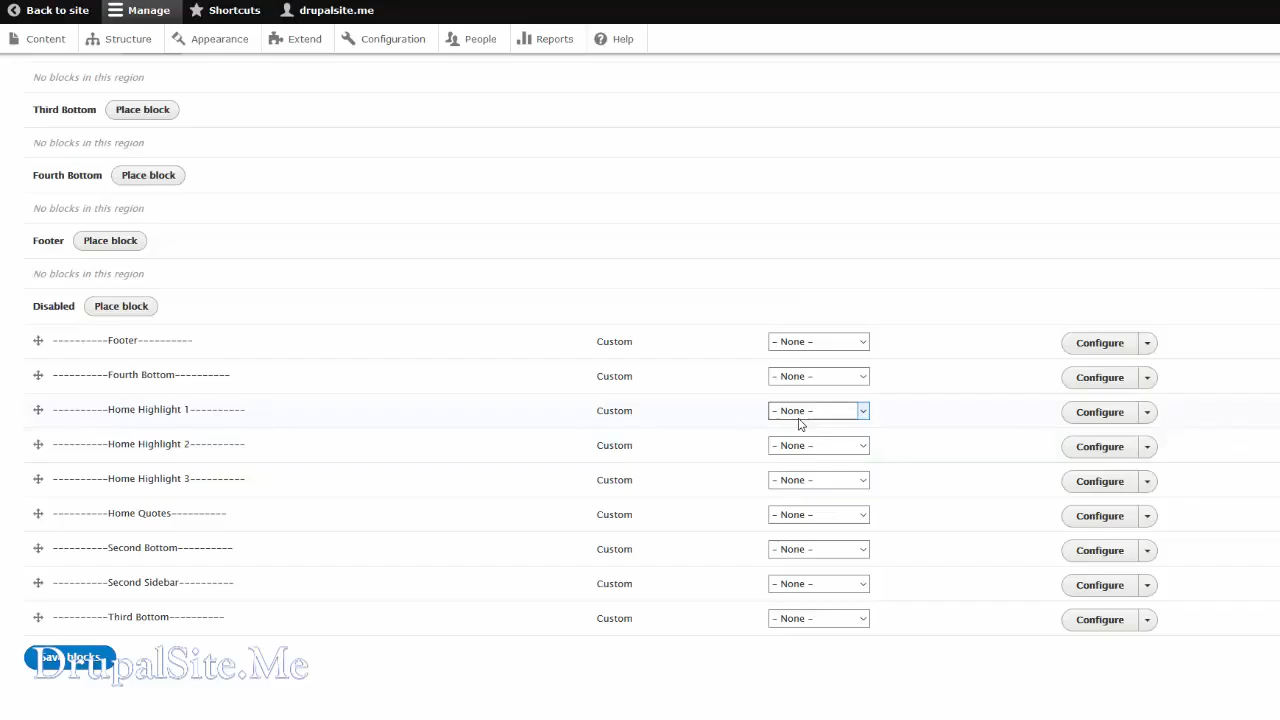 Back to site Manage Shortcuts drupalsite.me
Content Structure Appearance Extend Configuration People Reports Help
No blocks in this region
Third Bottom Place block
No blocks in this region
Fourth Bottom Place block
No blocks in this region
Footer Place block
No blocks in this region
Disabled Place block
----------Footer---------- Custom - None - Configure
----------Fourth Bottom---------- Custom - None - Configure
----------Home Highlight 1---------- Custom - None - Configure
----------Home Highlight 2---------- Custom - None - Configure
----------Home Highlight 3---------- Custom - None - Configure
----------Home Quotes---------- Custom - None - Configure
----------Second Bottom---------- Custom - None - Configure
----------Second Sidebar---------- Custom - None - Configure
----------Third Bottom---------- Custom - None - Configure
Save blocks
DrupalSite.Me